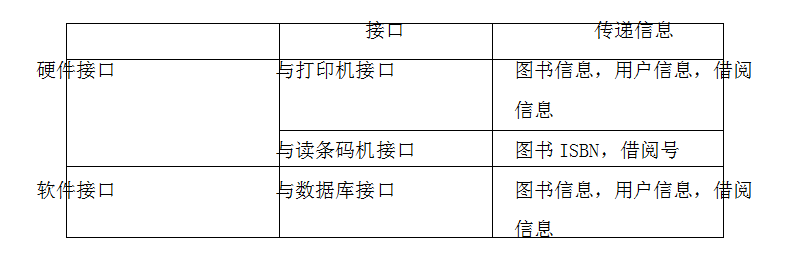 接口 传递信息
硬件接口 与打印机接口 图书信息，用户信息，借阅
信息
与读条码机接口 图书 ISBN，借阅号
软件接口 与数据库接口 图书信息，用户信息，借阅
信息